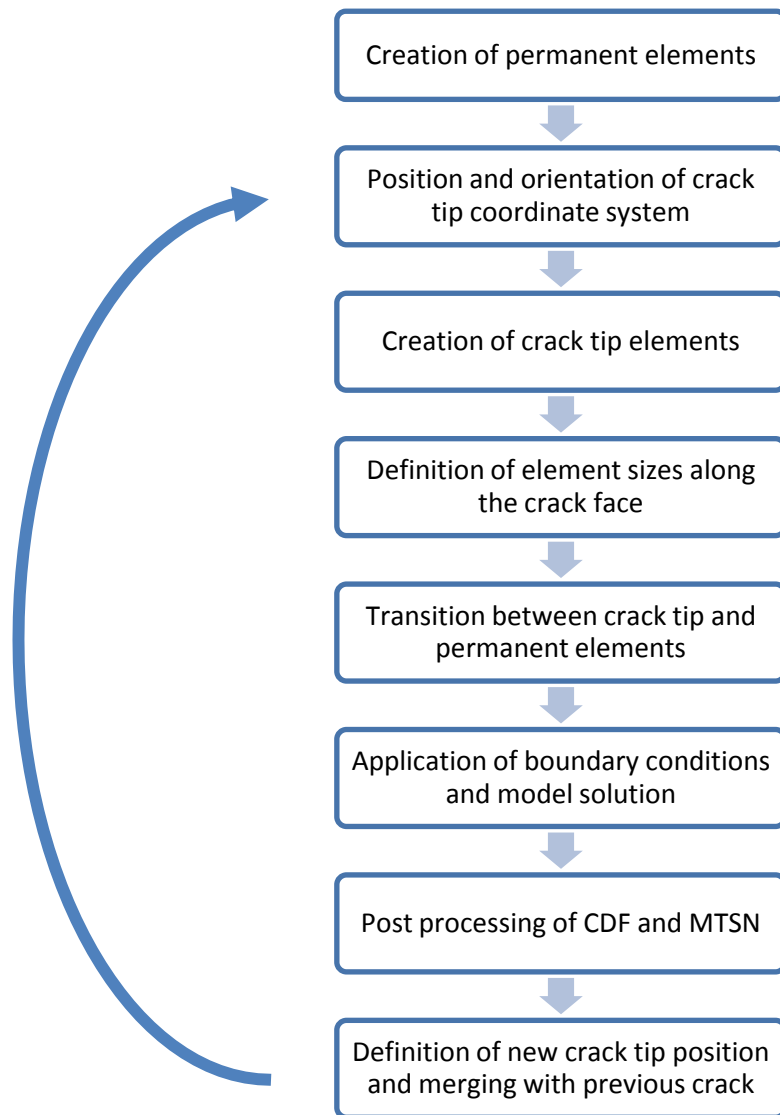 Creation of permanent elements
Position and orientation of crack
tip coordinate system
Creation of crack tip elements
Definition of element sizes along
the crack face
Transition between crack tip and
permanent elements
Application of boundary conditions
and model solution
Post processing of CDF and MTSN
Definition of new crack tip position
and merging with previous crack